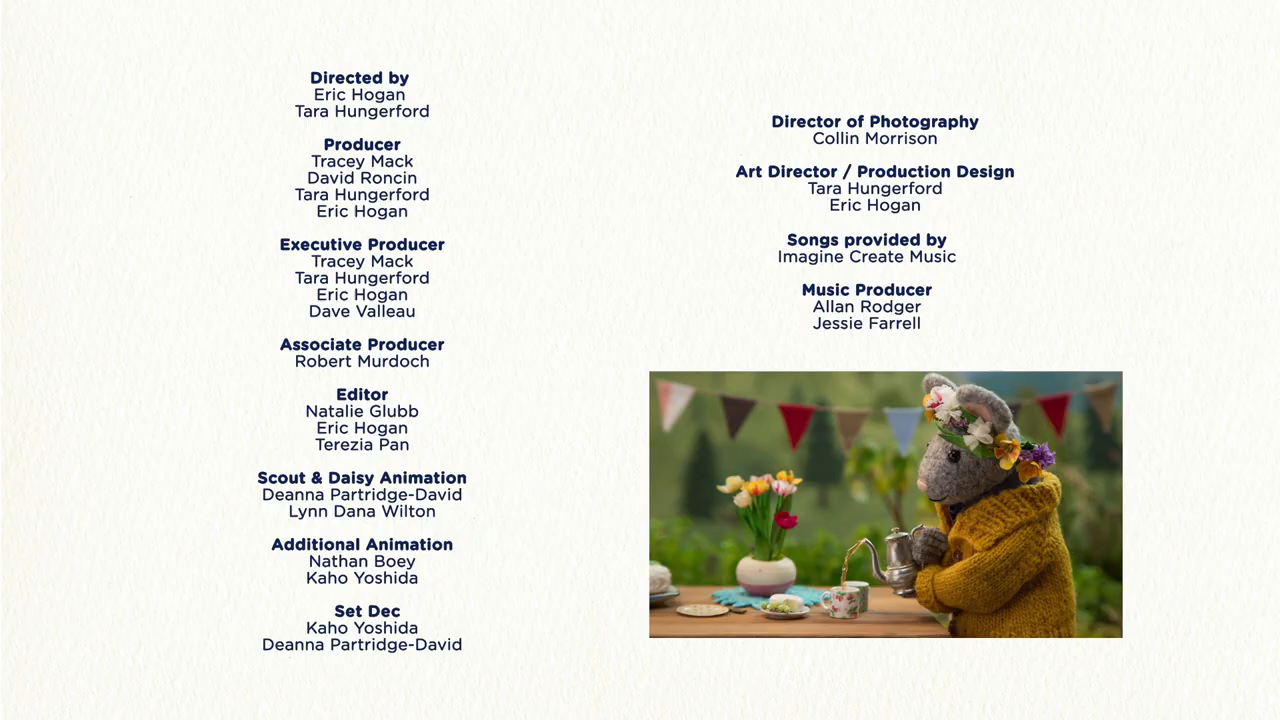 Directed by
Eric Hogan
Tara Hungerford
Producer
Tracey Mack
David Roncin
Tara Hungerford
Eric Hogan
Executive Producer
Tracey Mack
Tara Hungerford
Eric Hogan
Dave Valleau
Associate Producer
Robert Murdoch
Editor
Natalie Glubb
Eric Hogan
Terezia Pan
Scout & Daisy Animation
Deanna Partridge-David
Lynn Dana Wilton
Additional Animation
Nathan Boey
Kaho Yoshida
Set Dec
Kaho Yoshida
Deanna Partridge-David
Director of Photography
Collin Morrison
Art Director / Production Design
Tara Hungerford
Eric Hogan
Songs provided by
Imagine Create Music
Music Producer
Allan Rodger
Jessie Farrell